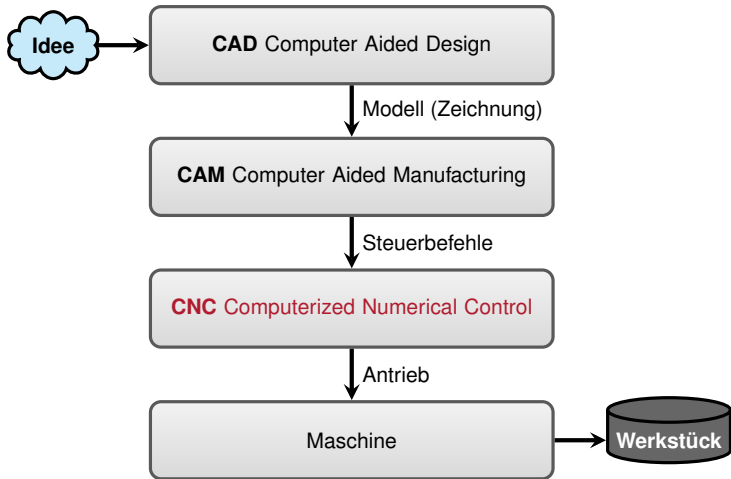 Idee
CAD Computer Aided Design
Modell (Zeichnung)
CAM Computer Aided Manufacturing
Steuerbefehle
CNC Computerized Numerical Control
Antrieb
Maschine
Werkstück